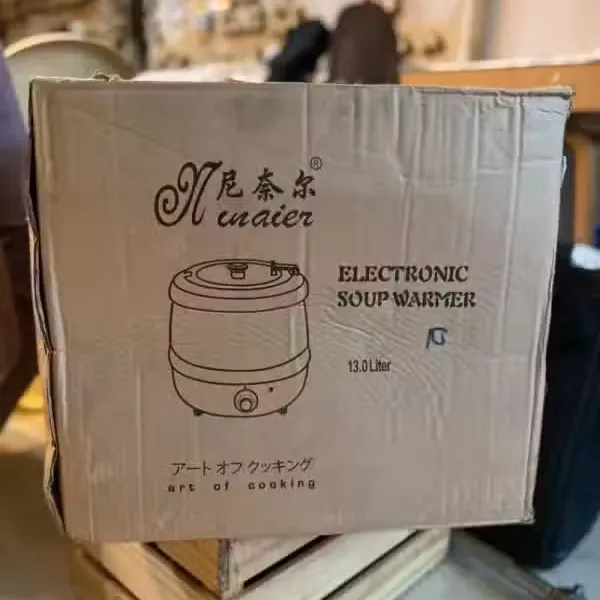 尼奈尔®
Ninaier
ELECTRONIC
SOUP WARMER
13.0 Liter
アート オフ クッキング
art of cooking